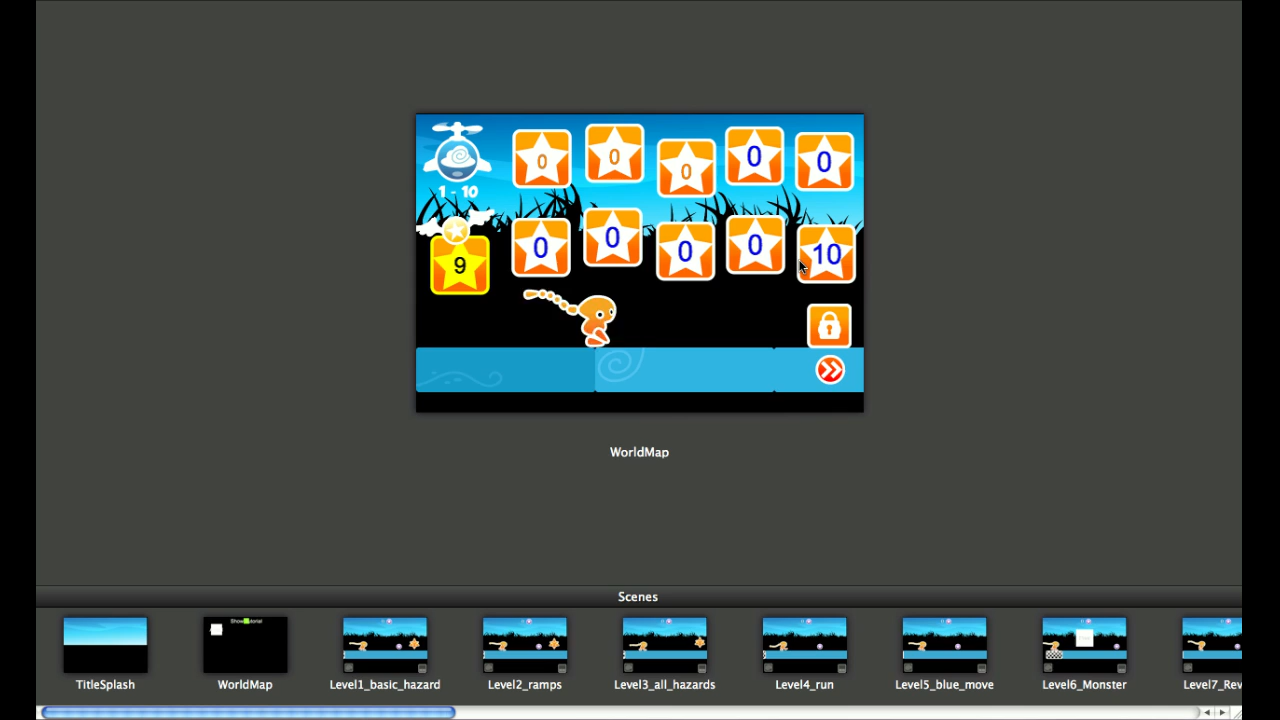 0 0 0 0 0
1 - 10
9 0 0 0 0 10
WorldMap
Scenes
TitleSplash WorldMap Level1_basic_hazard Level2_ramps Level3_all_hazards Level4_run Level5_blue_move Level6_Monster Level7_Rev